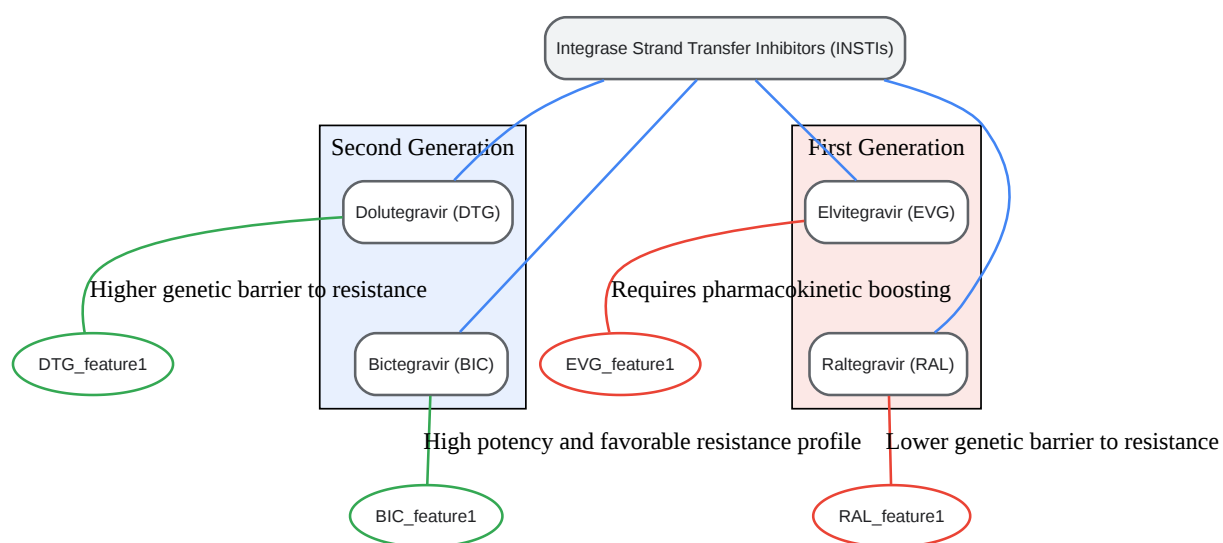 Integrase Strand Transfer Inhibitors (INSTIs)
Second Generation
First Generation
Dolutegravir (DTG)
Elvitegravir (EVG)
Higher genetic barrier to resistance
Requires pharmacokinetic boosting
DTG_feature1
Bictegravir (BIC)
EVG_feature1
Raltegravir (RAL)
High potency and favorable resistance profile
Lower genetic barrier to resistance
BIC_feature1
RAL_feature1